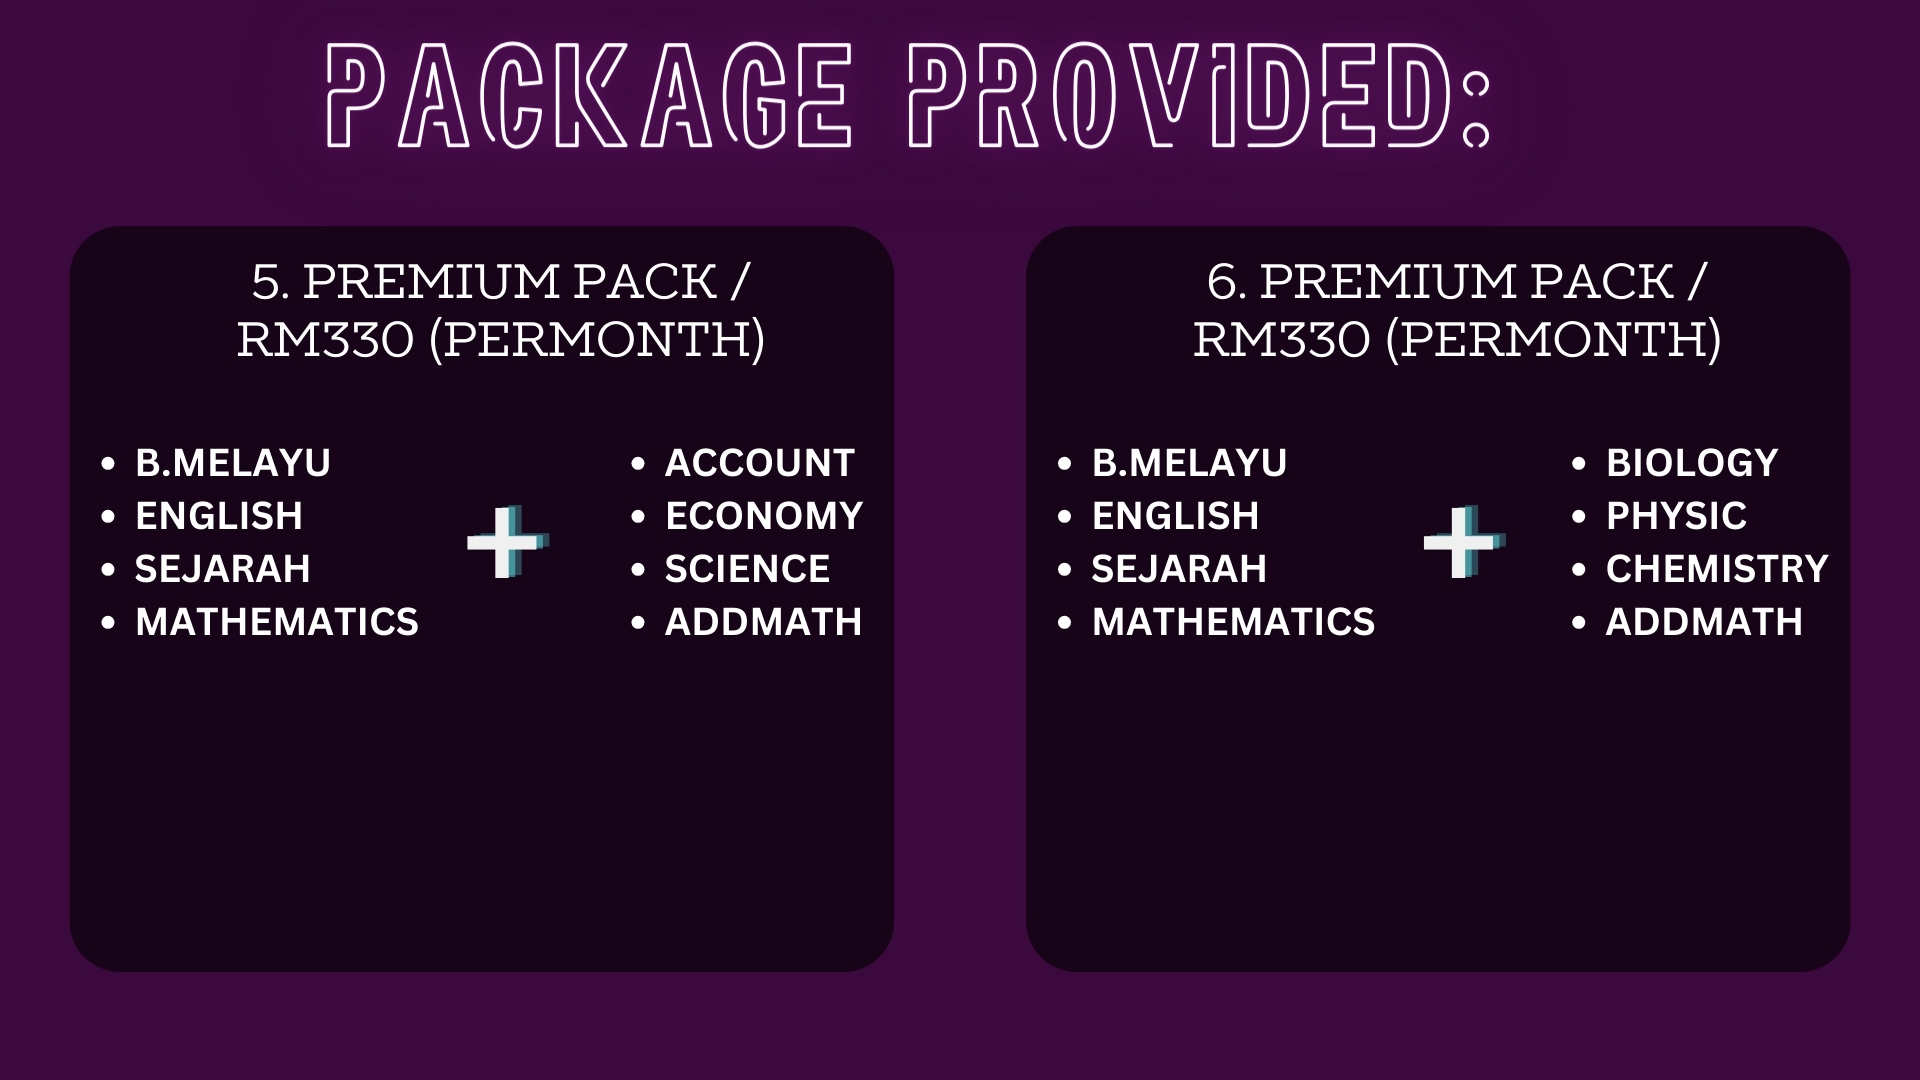 PACKAGE PROVIDED:
5. PREMIUM PACK /
RM330 (PERMONTH)
• B.MELAYU
• ENGLISH
• SEJARAH
• MATHEMATICS
+
• ACCOUNT
• ECONOMY
• SCIENCE
• ADDMATH
6. PREMIUM PACK /
RM330 (PERMONTH)
• B.MELAYU
• ENGLISH
• SEJARAH
• MATHEMATICS
+
• BIOLOGY
• PHYSIC
• CHEMISTRY
• ADDMATH